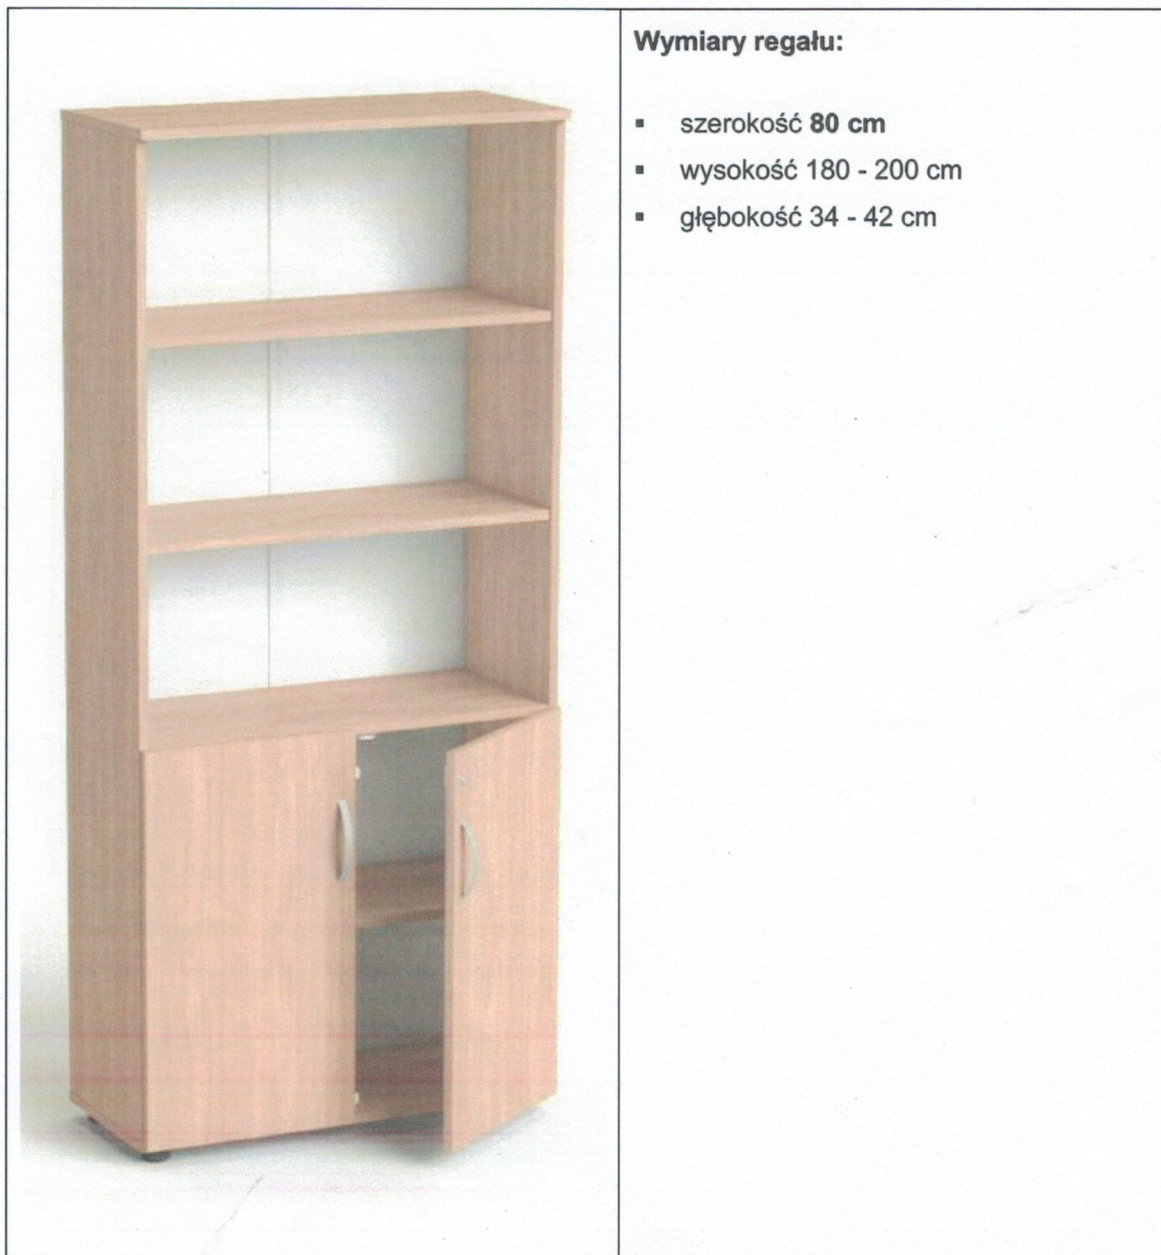 Wymiary regału:
▪ szerokość 80 cm
▪ wysokość 180 - 200 cm
▪ głębokość 34 - 42 cm